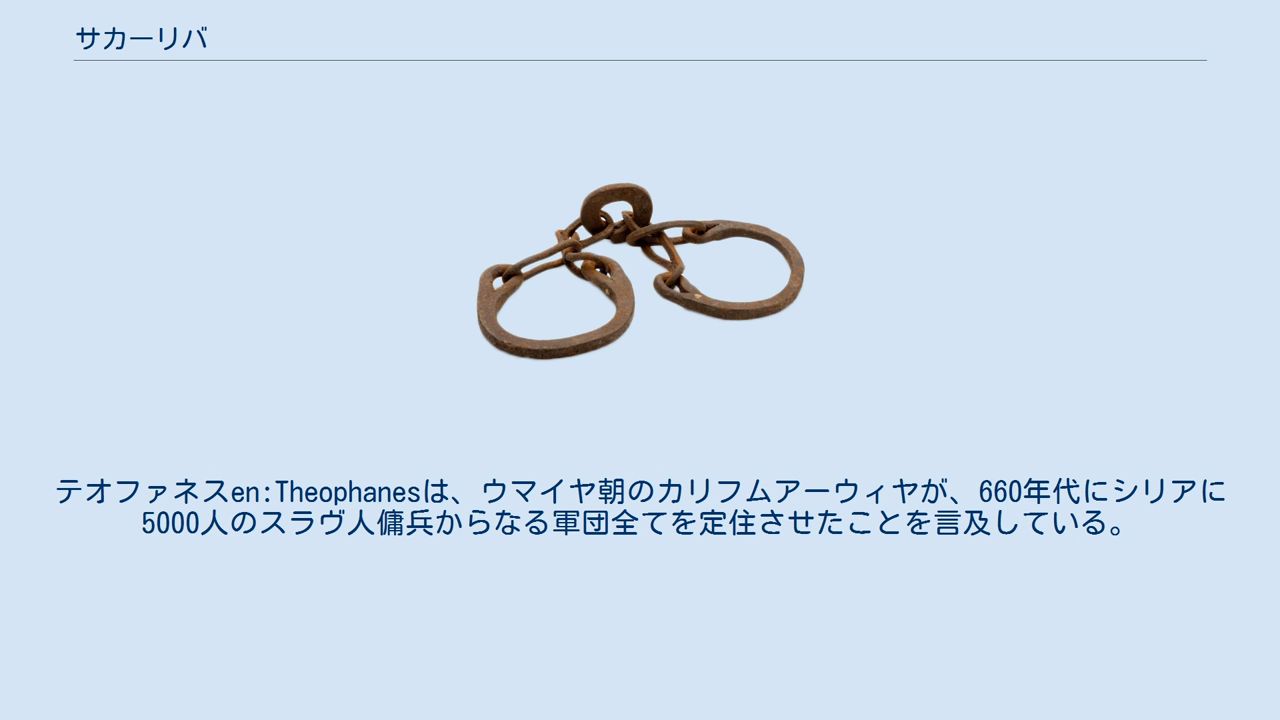 サカーリバ
テオファネスen:Theophanesは、ウマイヤ朝のカリフムアーウィヤが、660年代にシリアに
5000人のスラヴ人傭兵からなる軍団全てを定住させたことを言及している。